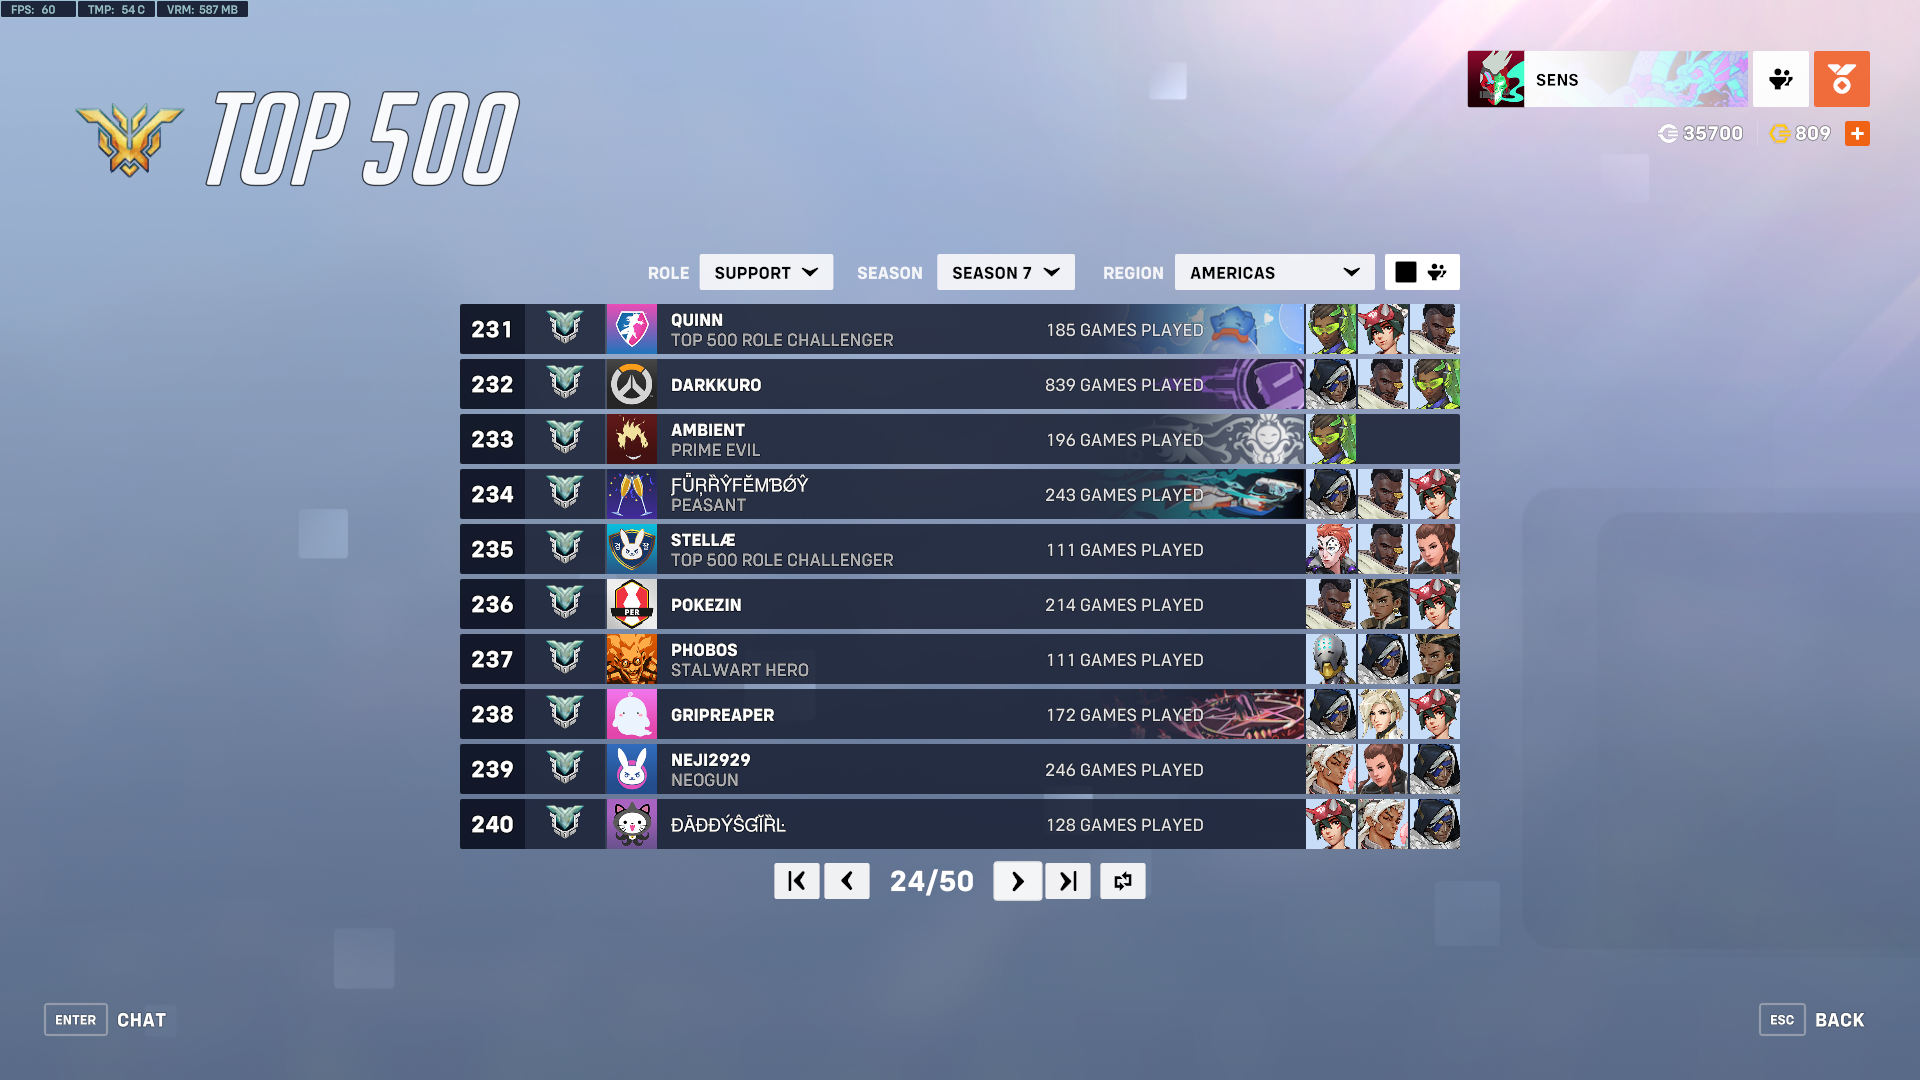 FPS: 60 TMP: 54 C VRM: 587 MB
TOP 500
SENS
35700 809
ROLE SUPPORT SEASON SEASON 7 REGION AMERICAS
231 QUINN 185 GAMES PLAYED
TOP 500 ROLE CHALLENGER
232 DARKKURO 839 GAMES PLAYED
233 AMBIENT 196 GAMES PLAYED
PRIME EVIL
234 ƑǕŖȐŶFĔMƁǾŶ 243 GAMES PLAYED
PEASANT
235 STELLÆ 111 GAMES PLAYED
TOP 500 ROLE CHALLENGER
236 PER POKEZIN 214 GAMES PLAYED
237 PHOBOS 111 GAMES PLAYED
STALWART HERO
238 GRIPREAPER 172 GAMES PLAYED
239 NEJI2929 246 GAMES PLAYED
NEOGUN
240 ĐĀĐĐÝŜƓĬȐĿ 128 GAMES PLAYED
24/50
ENTER CHAT
ESC BACK